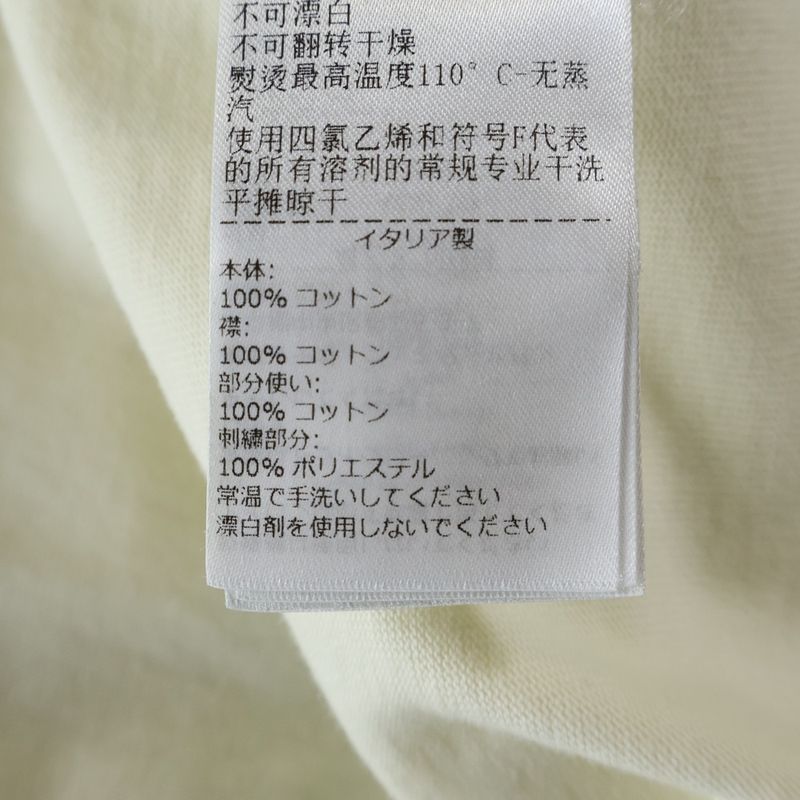 不可漂白
不可翻转干燥
熨烫最高温度110° C-无蒸
汽
使用四氯乙烯和符号F代表
的所有溶剂的常规专业干洗
平摊晾干
イタリア製
本体:
100% コットン
襟:
100% コットン
部分使い:
100% コットン
刺繍部分:
100% ポリエステル
常温で手洗いしてください
漂白剤を使用しないでください